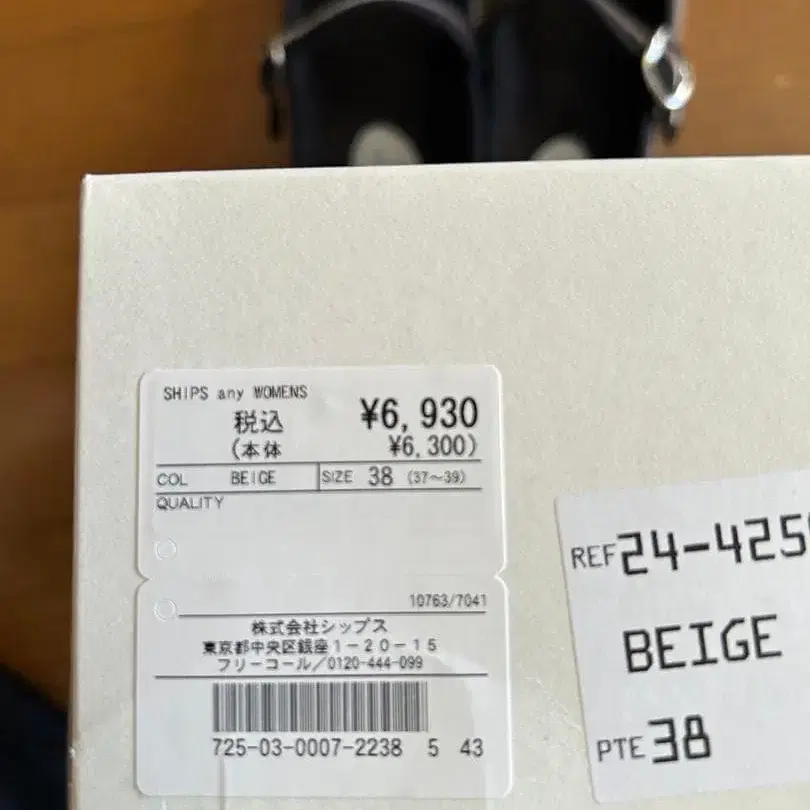 SHIPS any WOMENS
税込 ¥6,930
(本体 ¥6,300)
COL BEIGE SIZE 38 (37〜39)
QUALITY
10763/7041
株式会社シップス
東京都中央区銀座1-20-15
フリーコール/0120-444-099
725-03-0007-2238 5 43
REF 24-425
BEIGE
PTE 38